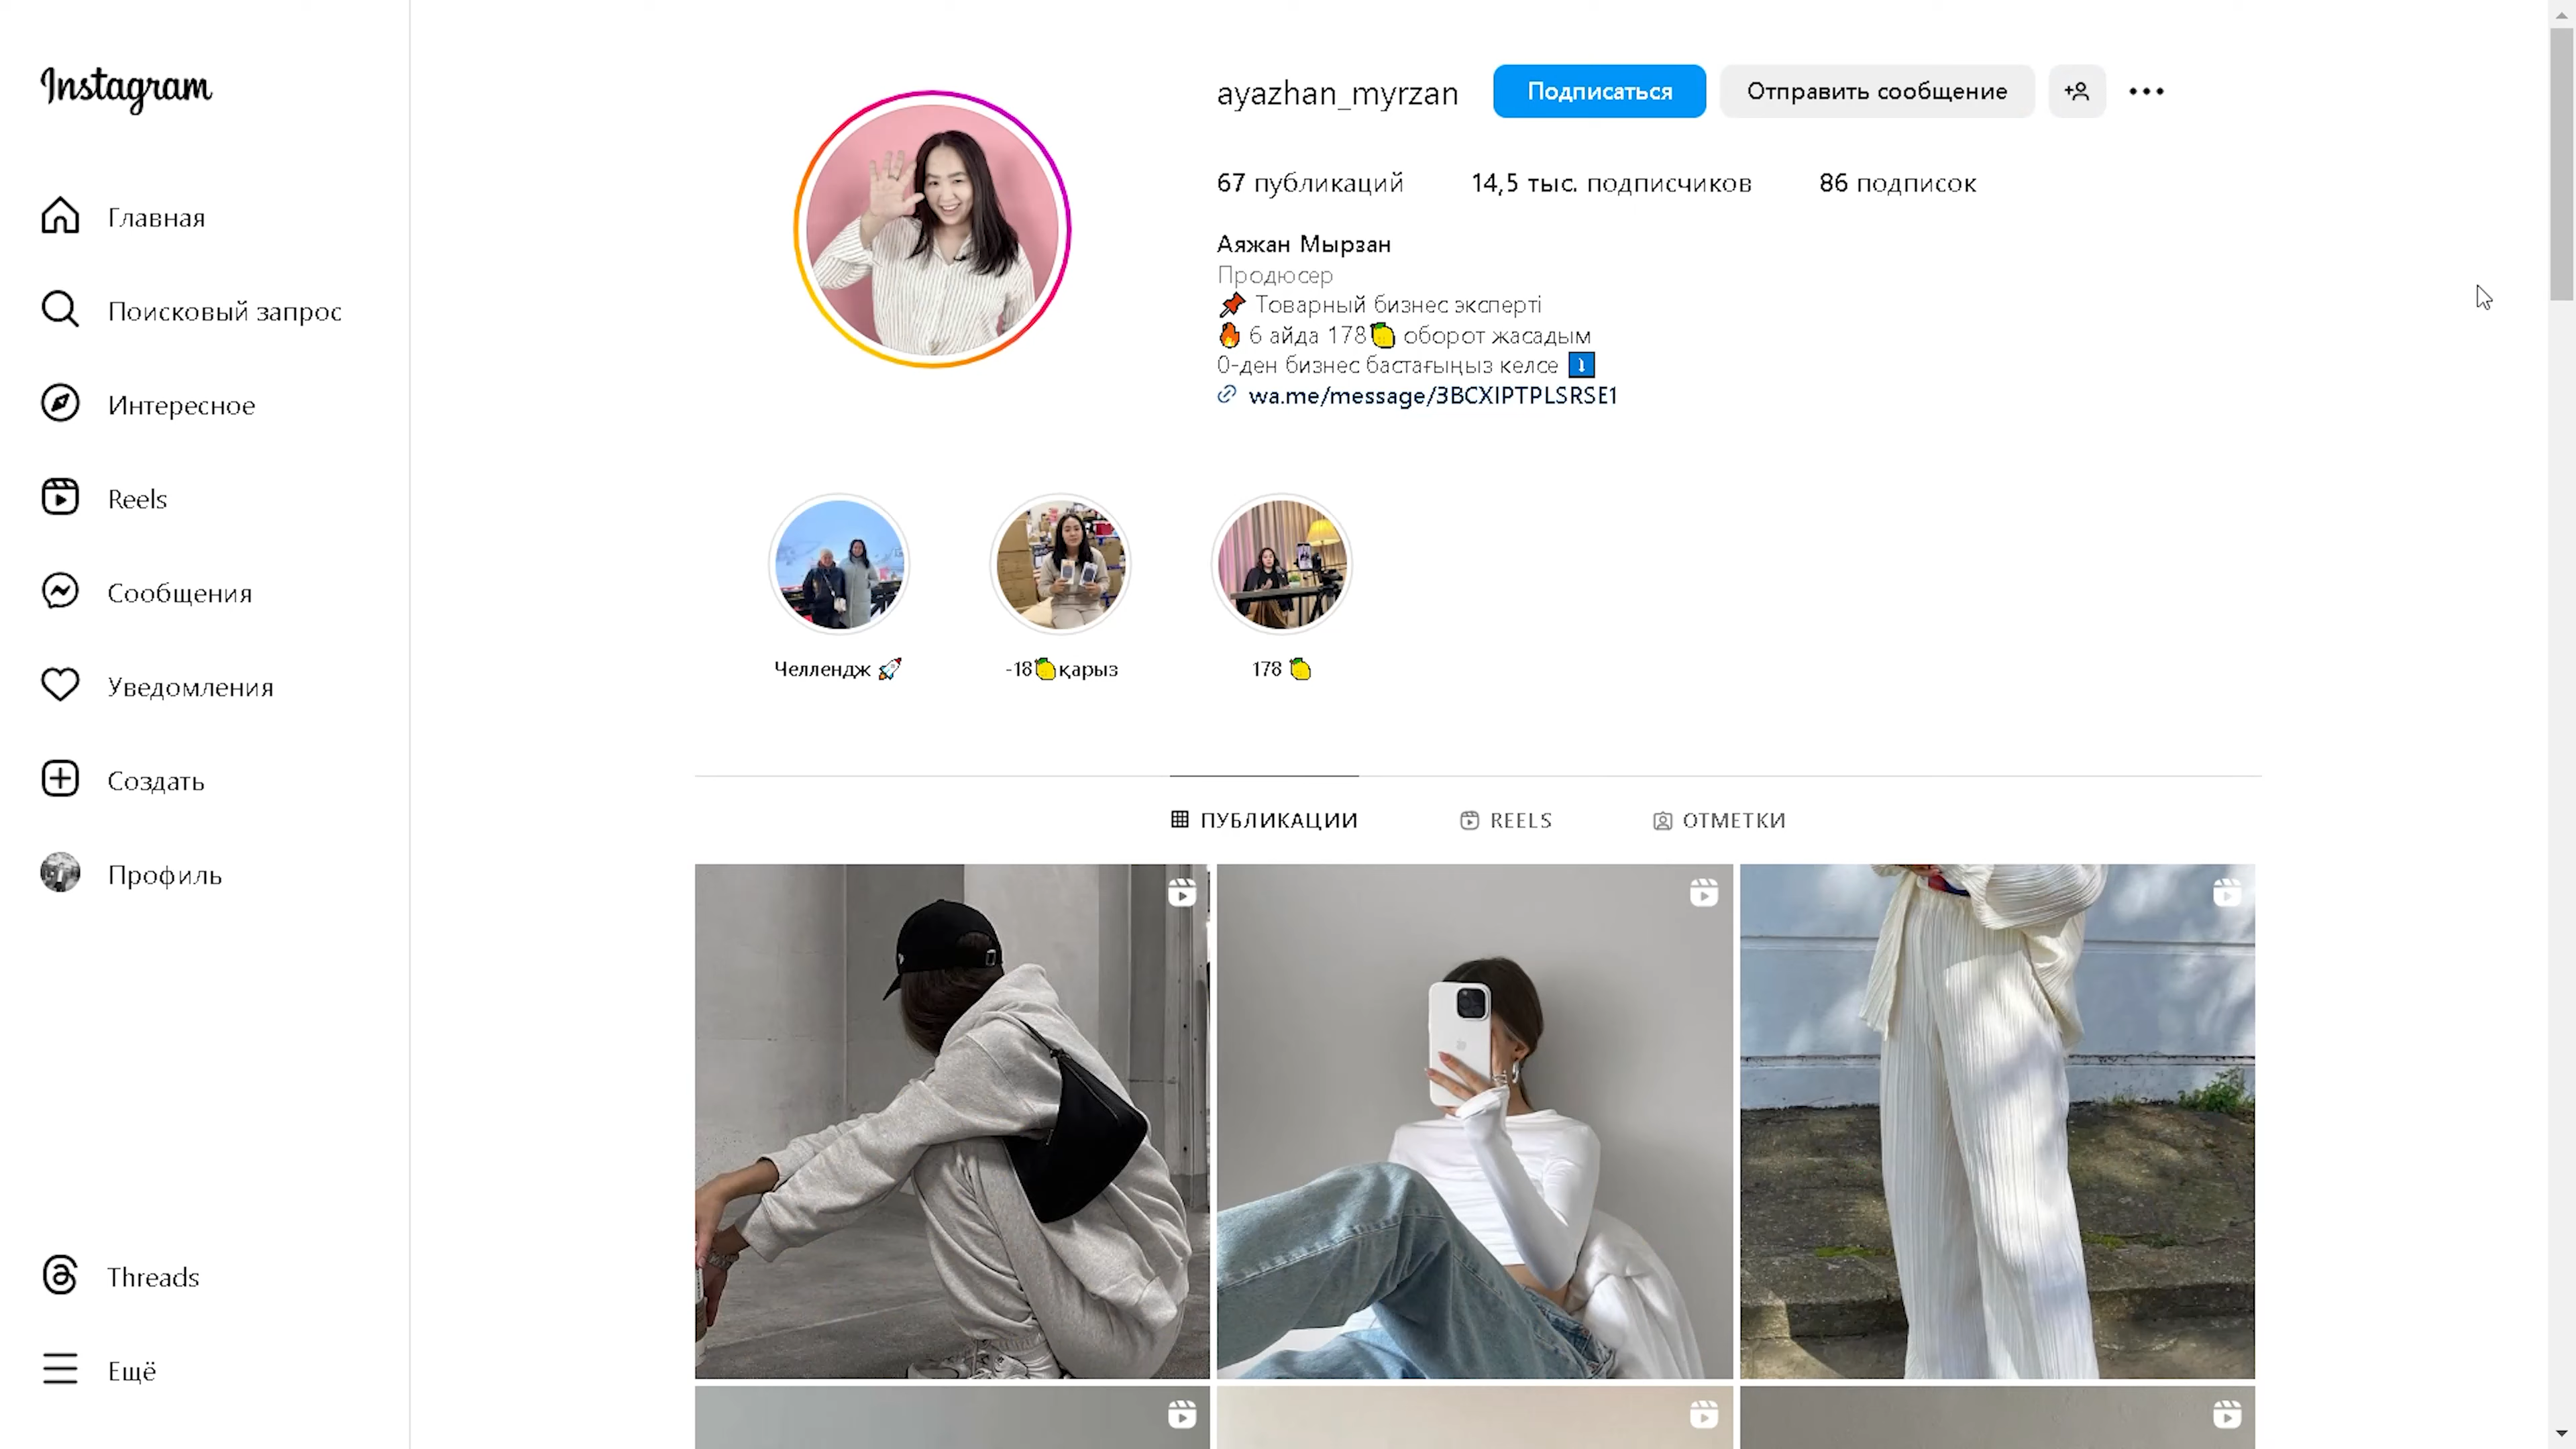 Instagram
Главная
Поисковый запрос
Интересное
Reels
Сообщения
Уведомления
Создать
Профиль
Threads
Ещё
ayazhan_myrzan
Подписаться
Отправить сообщение
67 публикаций
14,5 тыс. подписчиков
86 подписок
Аяжан Мырзан
Продюсер
📌 Товарный бизнес эксперті
🔥 6 айда 178🍋 оборот жасадым
0-ден бизнес бастағыңыз келсе ⤵️
wa.me/message/3BCXIPTPLSRSE1
Челлендж 🚀
-18🍋қарыз
178 🍋
ПУБЛИКАЦИИ
REELS
ОТМЕТКИ